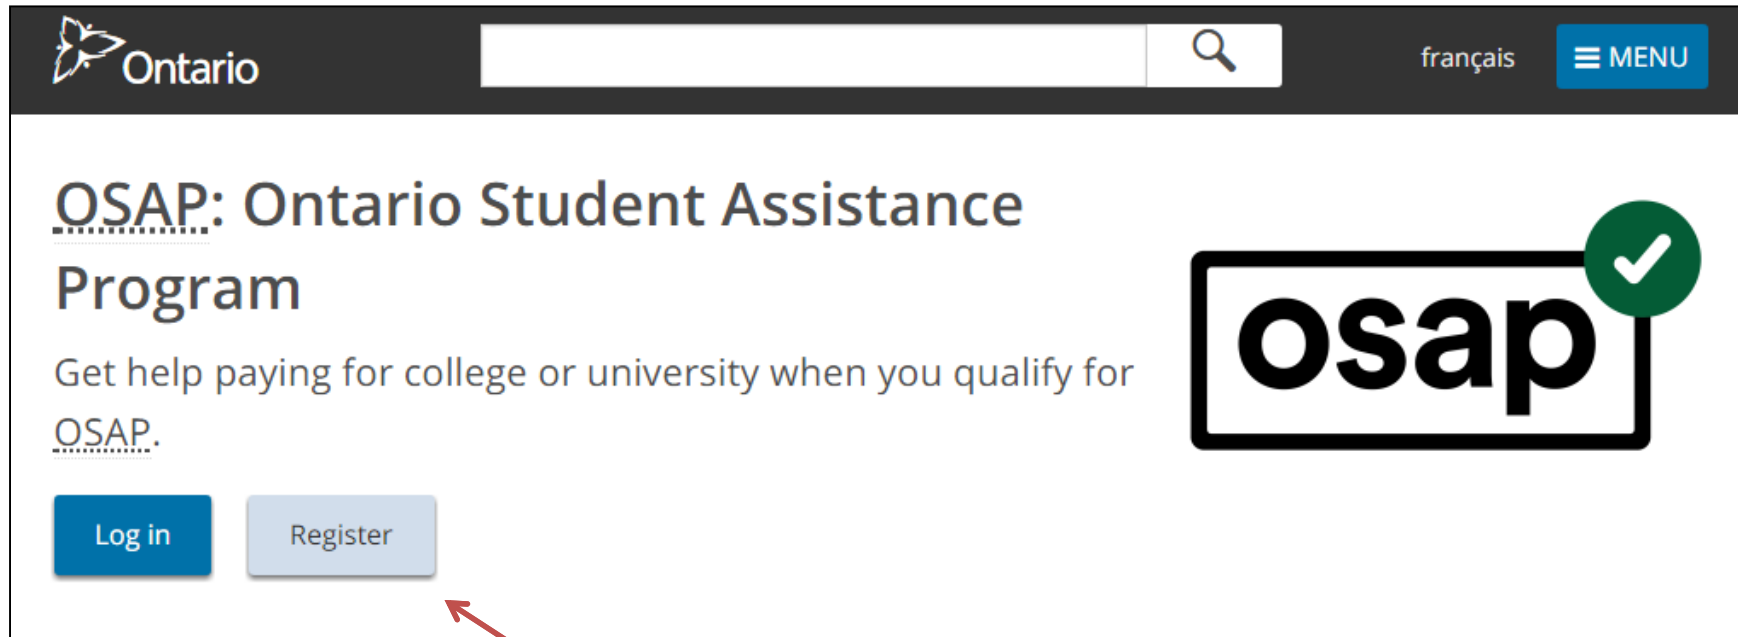 Ontario
français
MENU
OSAP: Ontario Student Assistance
Program
Get help paying for college or university when you qualify for
OSAP.
osap
Log in
Register